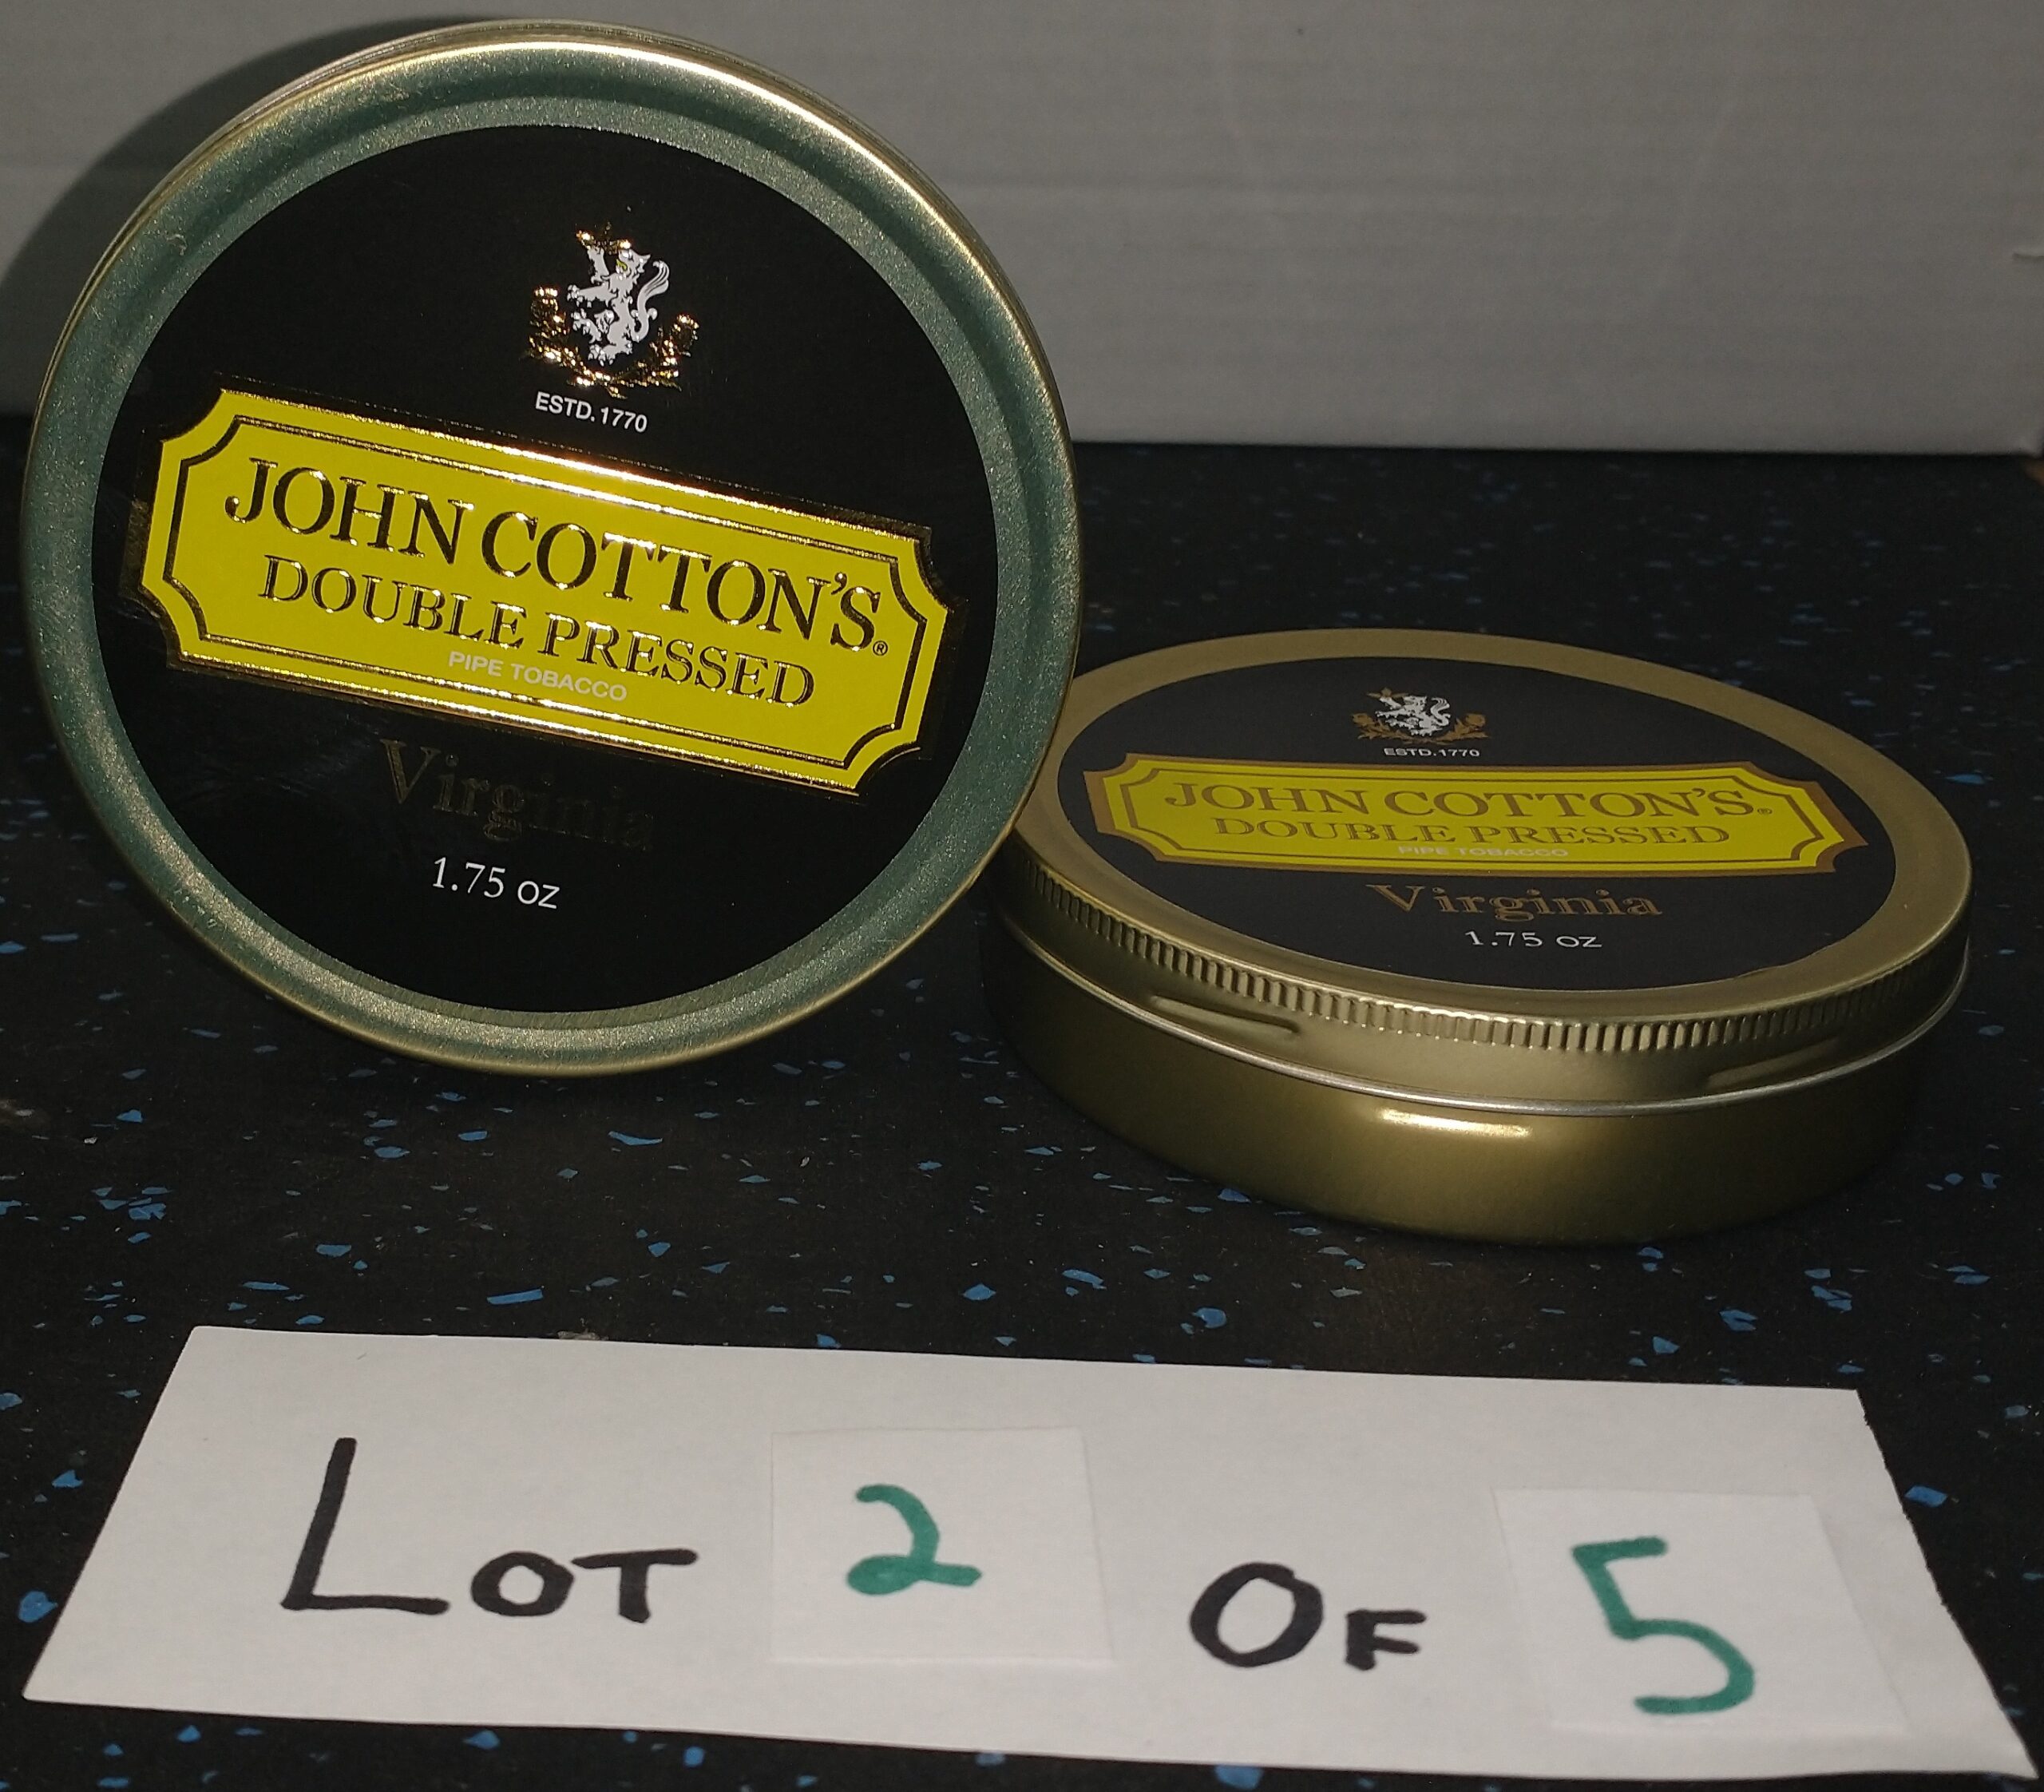 ESTD. 1770
JOHN COTTON'S®
DOUBLE PRESSED
PIPE TOBACCO
Virginia
1.75 oz
ESTD. 1770
JOHN COTTON'S®
DOUBLE PRESSED
PIPE TOBACCO
Virginia
1.75 oz
LOT 2 OF 5